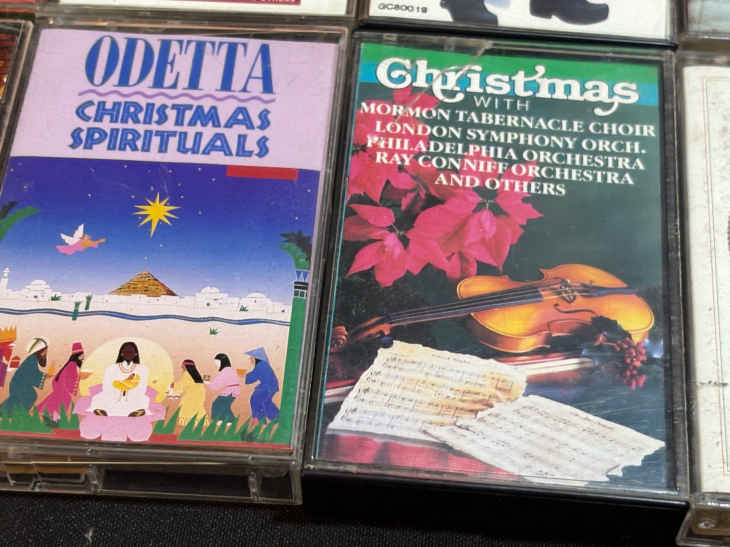 GC80019
ODETTA
CHRISTMAS
SPIRITUALS
Christmas
WITH
MORMON TABERNACLE CHOIR
LONDON SYMPHONY ORCH.
PHILADELPHIA ORCHESTRA
RAY CONNIFF ORCHESTRA
AND OTHERS